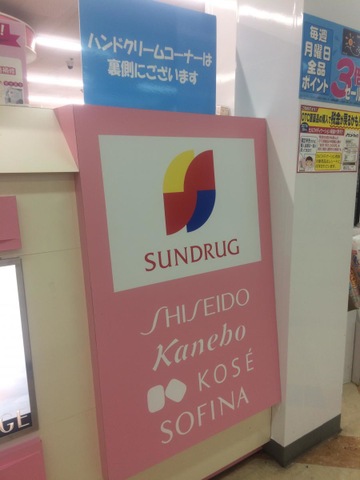 ハンドクリームコーナーは
裏側にございます
毎週
月曜日
全品
ポイント
3
SUNDRUG
SHISEIDO
Kanebo
KOSÉ
SOFINA
GE